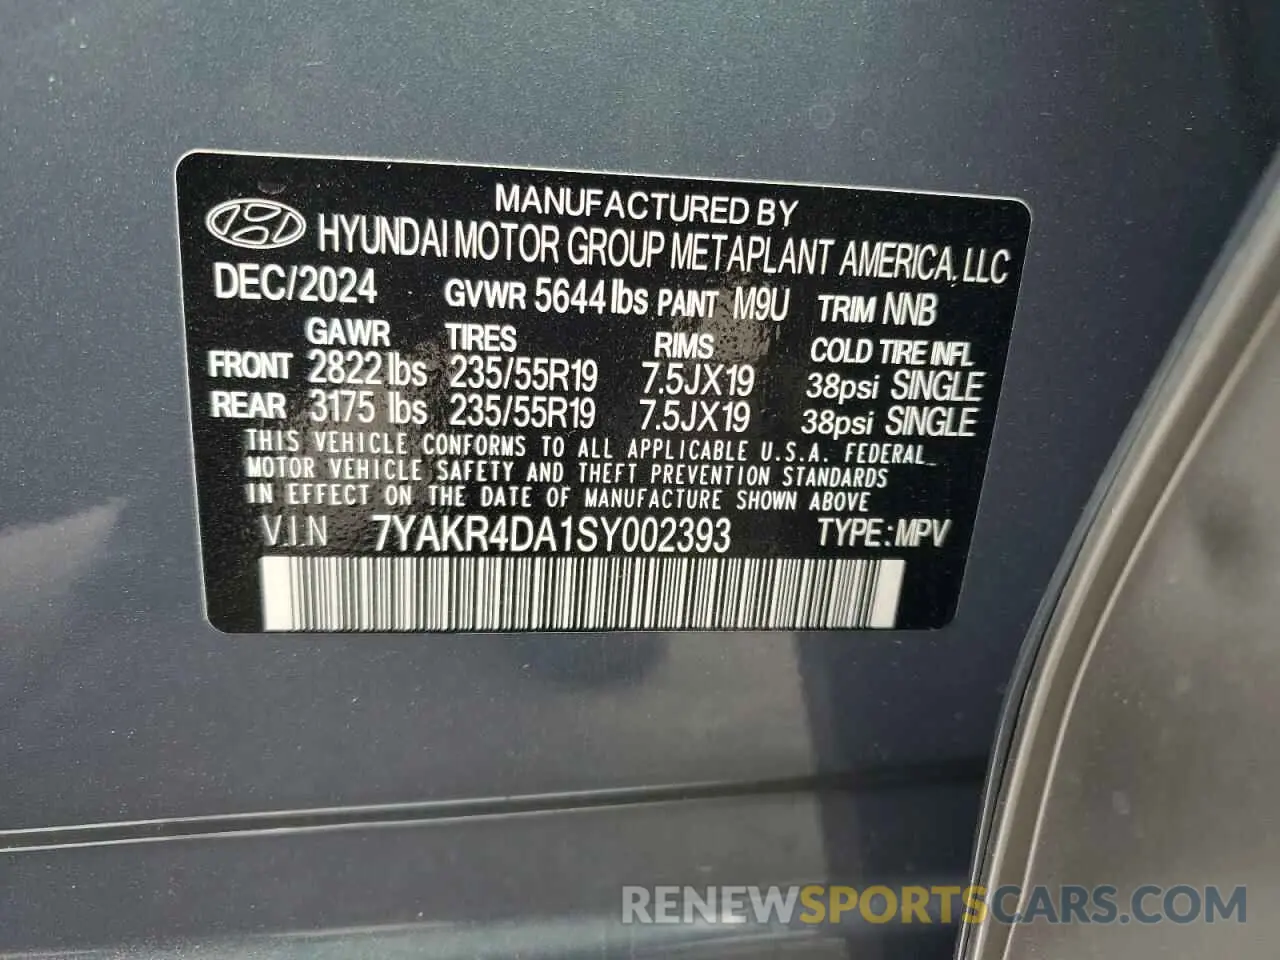 MANUFACTURED BY
HYUNDAI MOTOR GROUP METAPLANT AMERICA, LLC
DEC/2024 GVWR 5644 lbs PAINT M9U TRIM NNB
GAWR TIRES RIMS COLD TIRE INFL
FRONT 2822 lbs 235/55R19 7.5JX19 38psi SINGLE
REAR 3175 lbs 235/55R19 7.5JX19 38psi SINGLE
THIS VEHICLE CONFORMS TO ALL APPLICABLE U.S.A. FEDERAL
MOTOR VEHICLE SAFETY AND THEFT PREVENTION STANDARDS
IN EFFECT ON THE DATE OF MANUFACTURE SHOWN ABOVE
VIN 7YAKR4DA1SY002393 TYPE: MPV
RENEWSPORTSCARS.COM